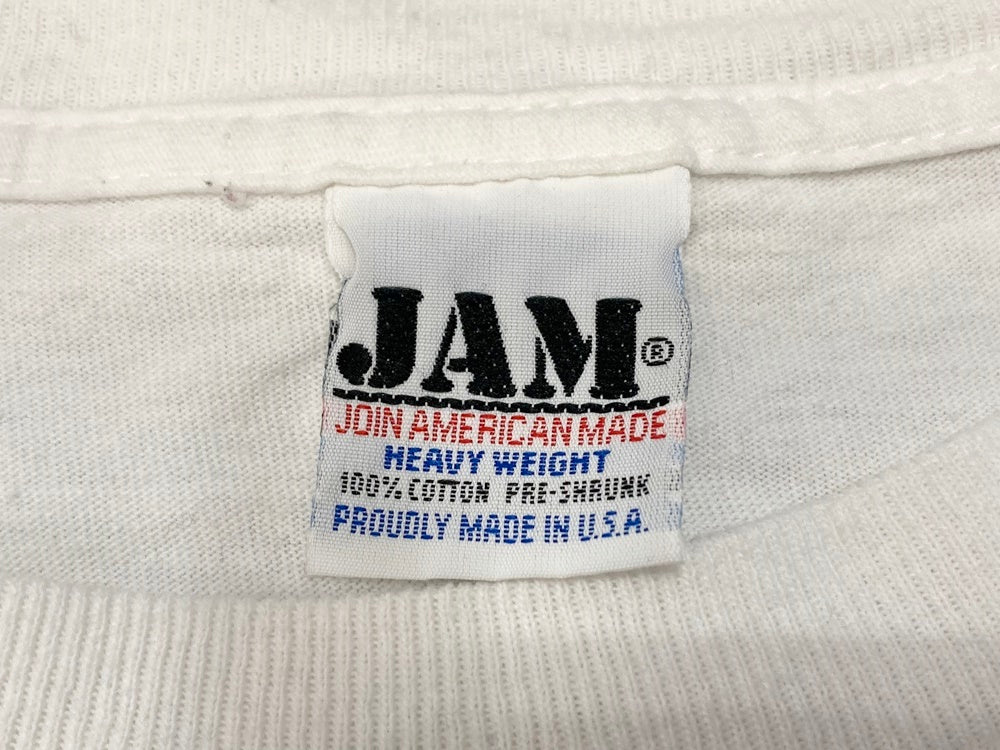 JAM®
JOIN AMERICAN MADE
HEAVY WEIGHT
100% COTTON PRE-SHRUNK
PROUDLY MADE IN U.S.A.